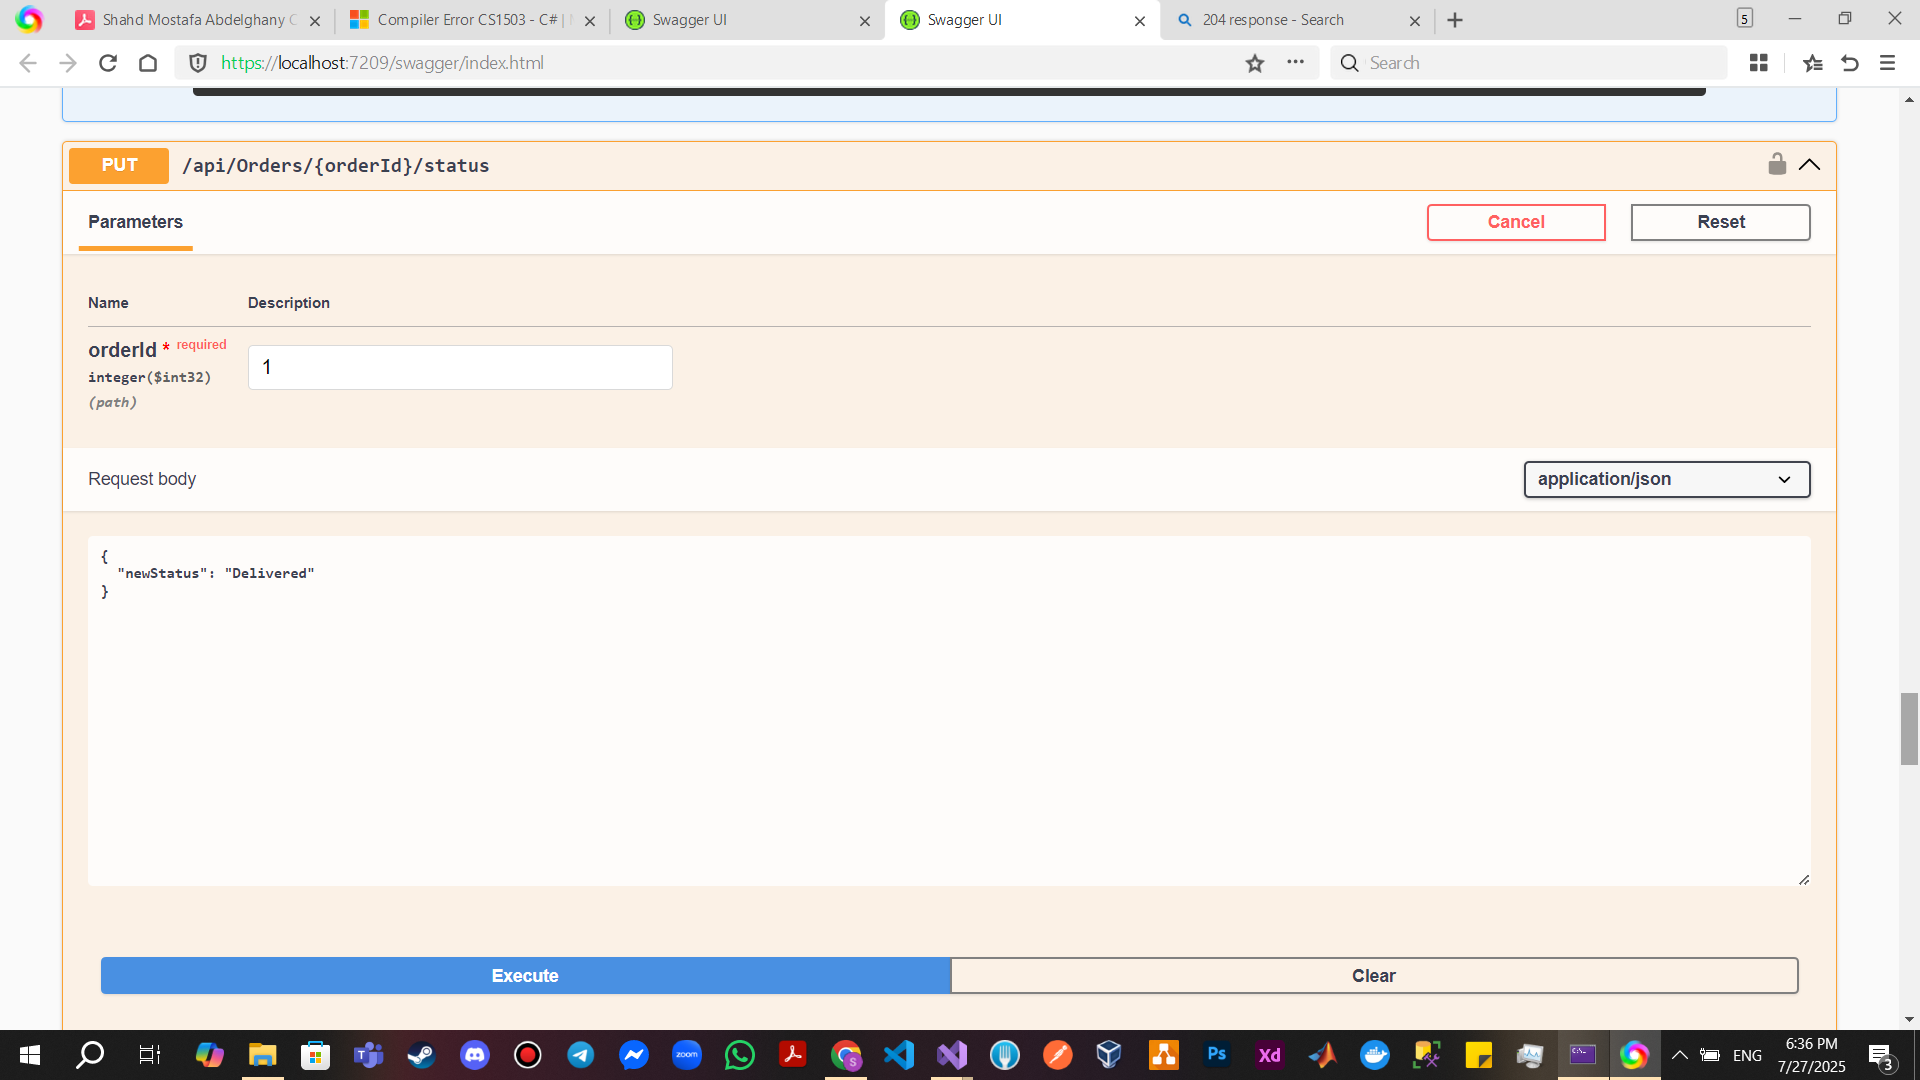 Shahd Mostafa Abdelghany C
Compiler Error CS1503 - C# |
Swagger UI
Swagger UI
204 response - Search
5
https://localhost:7209/swagger/index.html
Search
PUT /api/Orders/{orderId}/status
Parameters
Cancel
Reset
Name Description
orderId * required
1
integer($int32)
(path)
Request body
application/json
{
"newStatus": "Delivered"
}
Execute
Clear
zoom
Ps
Xd
ENG
6:36 PM
7/27/2025
3